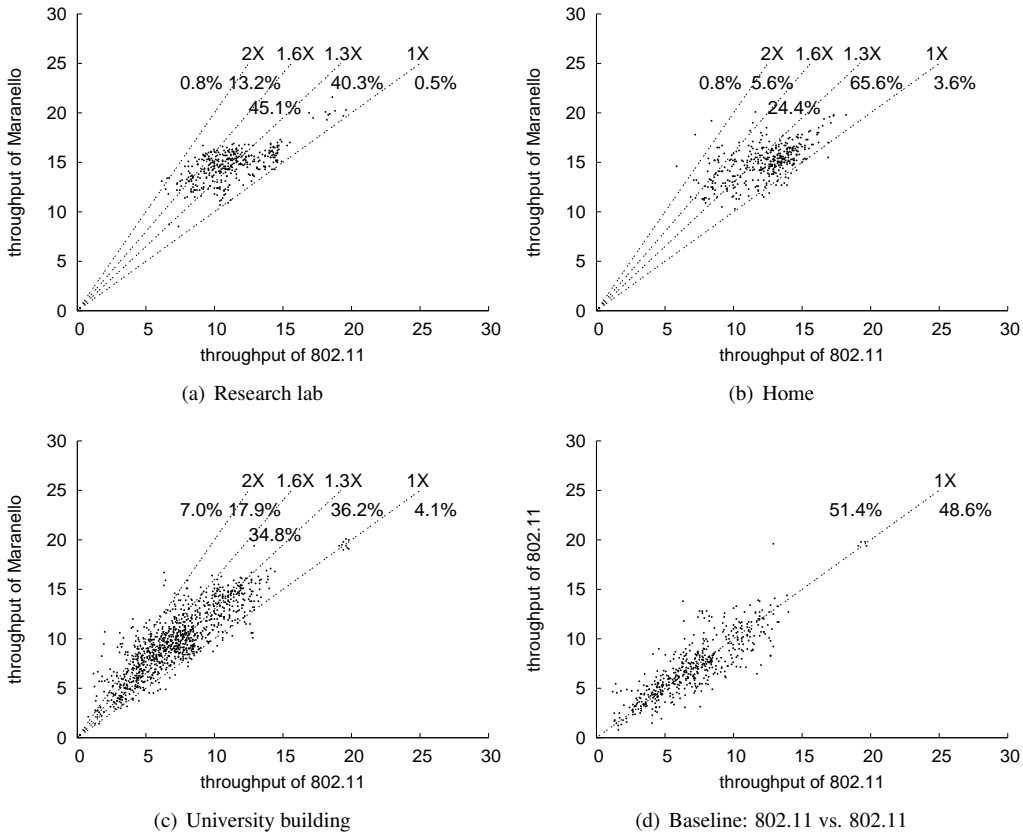 30
25
20
15
10
5
0
throughput of Maranello
2X 1.6X 1.3X 1X
0.8% 13.2% 40.3% 0.5%
45.1%
0 5 10 15 20 25 30
throughput of 802.11
(a) Research lab
30
25
20
15
10
5
0
throughput of Maranello
2X 1.6X 1.3X 1X
0.8% 5.6% 65.6% 3.6%
24.4%
0 5 10 15 20 25 30
throughput of 802.11
(b) Home
30
25
20
15
10
5
0
throughput of Maranello
2X 1.6X 1.3X 1X
7.0% 17.9% 36.2% 4.1%
34.8%
0 5 10 15 20 25 30
throughput of 802.11
(c) University building
30
25
20
15
10
5
0
throughput of 802.11
1X
51.4% 48.6%
0 5 10 15 20 25 30
throughput of 802.11
(d) Baseline: 802.11 vs. 802.11